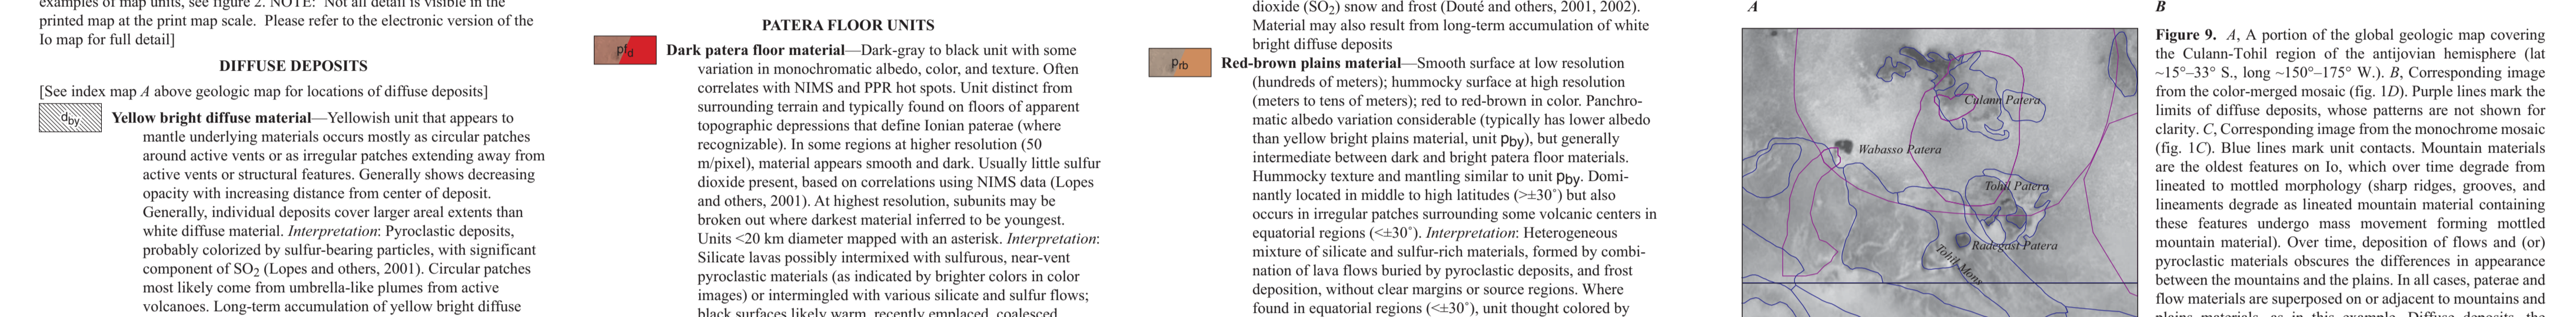 examples of map units, see figure 2. NOTE: Not all detail is visible in the
printed map at the print map scale. Please refer to the electronic version of the
Io map for full detail]
DIFFUSE DEPOSITS
[See index map A above geologic map for locations of diffuse deposits]
dby
Yellow bright diffuse material—Yellowish unit that appears to
mantle underlying materials occurs mostly as circular patches
around active vents or as irregular patches extending away from
active vents or structural features. Generally shows decreasing
opacity with increasing distance from center of deposit.
Generally, individual deposits cover larger areal extents than
white diffuse material. Interpretation: Pyroclastic deposits,
probably colorized by sulfur-bearing particles, with significant
component of SO2 (Lopes and others, 2001). Circular patches
most likely come from umbrella-like plumes from active
volcanoes. Long-term accumulation of yellow bright diffuse
PATERA FLOOR UNITS
pfd
Dark patera floor material—Dark-gray to black unit with some
variation in monochromatic albedo, color, and texture. Often
correlates with NIMS and PPR hot spots. Unit distinct from
surrounding terrain and typically found on floors of apparent
topographic depressions that define Ionian paterae (where
recognizable). In some regions at higher resolution (50
m/pixel), material appears smooth and dark. Usually little sulfur
dioxide present, based on correlations using NIMS data (Lopes
and others, 2001). At highest resolution, subunits may be
broken out where darkest material inferred to be youngest.
Units <20 km diameter mapped with an asterisk. Interpretation:
Silicate lavas possibly intermixed with sulfurous, near-vent
pyroclastic materials (as indicated by brighter colors in color
images) or intermingled with various silicate and sulfur flows;
black surfaces likely warm, recently emplaced, coalesced
dioxide (SO2) snow and frost (Douté and others, 2001, 2002).
Material may also result from long-term accumulation of white
bright diffuse deposits
prb
Red-brown plains material—Smooth surface at low resolution
(hundreds of meters); hummocky surface at high resolution
(meters to tens of meters); red to red-brown in color. Panchro-
matic albedo variation considerable (typically has lower albedo
than yellow bright plains material, unit pby), but generally
intermediate between dark and bright patera floor materials.
Hummocky texture and mantling similar to unit pby. Domi-
nantly located in middle to high latitudes (>±30˚) but also
occurs in irregular patches surrounding some volcanic centers in
equatorial regions (<±30˚). Interpretation: Heterogeneous
mixture of silicate and sulfur-rich materials, formed by combi-
nation of lava flows buried by pyroclastic deposits, and frost
deposition, without clear margins or source regions. Where
found in equatorial regions (<±30˚), unit thought colored by
A
Culann Patera
Wabasso Patera
Tohil Patera
Radegast Patera
Tohil Mons
B
Figure 9. A, A portion of the global geologic map covering
the Culann-Tohil region of the antijovian hemisphere (lat
~15°–33° S., long ~150°–175° W.). B, Corresponding image
from the color-merged mosaic (fig. 1D). Purple lines mark the
limits of diffuse deposits, whose patterns are not shown for
clarity. C, Corresponding image from the monochrome mosaic
(fig. 1C). Blue lines mark unit contacts. Mountain materials
are the oldest features on Io, which over time degrade from
lineated to mottled morphology (sharp ridges, grooves, and
lineaments degrade as lineated mountain material containing
these features undergo mass movement forming mottled
mountain material). Over time, deposition of flows and (or)
pyroclastic materials obscures the differences in appearance
between the mountains and the plains. In all cases, paterae and
flow materials are superposed on or adjacent to mountains and
plains materials, as in this example. Diffuse deposits, the